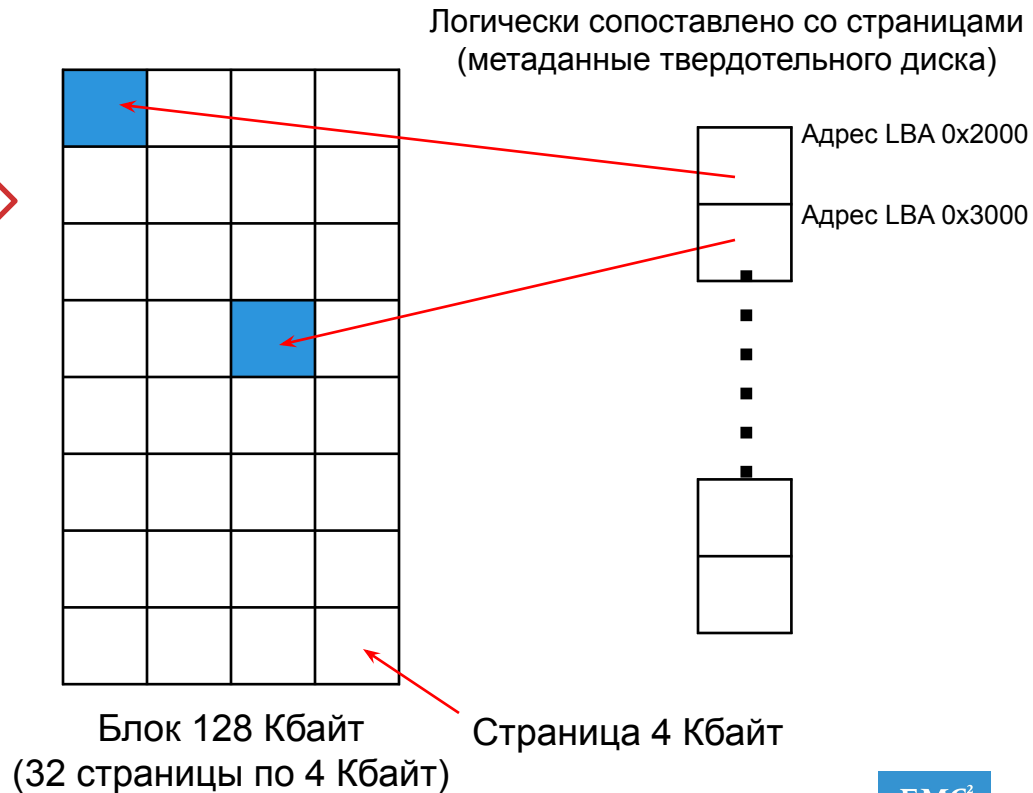 Логически сопоставлено со страницами
(метаданные твердотельного диска)
Адрес LBA 0x2000
Адрес LBA 0x3000
Блок 128 Кбайт
(32 страницы по 4 Кбайт)
Страница 4 Кбайт
EMC²